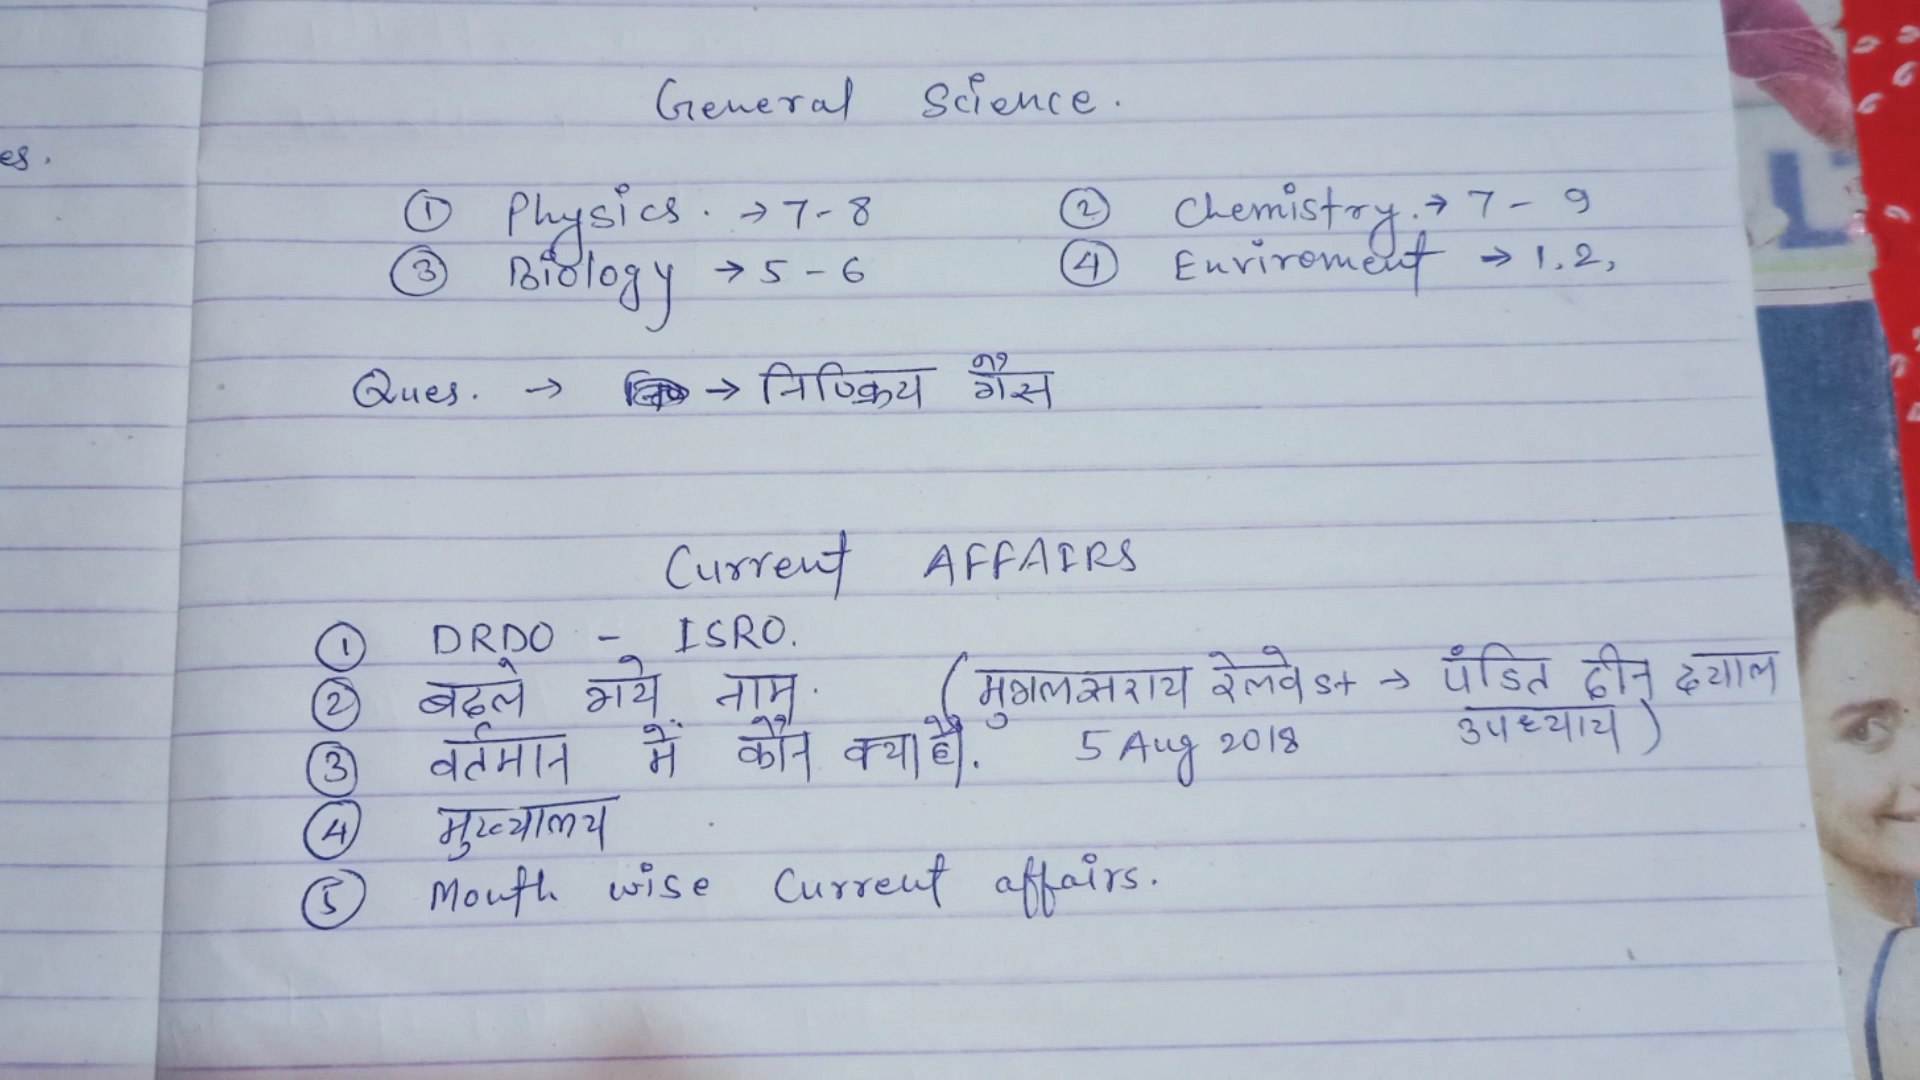 General Science.
es.
① Physics. → 7-8 ② Chemistry. → 7 - 9
③ Biology → 5 - 6 ④ Enviroment → 1, 2,
Ques. → → निष्क्रिय गैस
Current AFFAIRS
① DRDO - ISRO.
② बदले गये नाम. (मुगलसराय रेलवे st → पंडित दीन दयाल
③ वर्तमान में कौन क्या है. 5 Aug 2018 उपध्याय)
④ मुख्यालय
⑤ Month wise Current affairs.